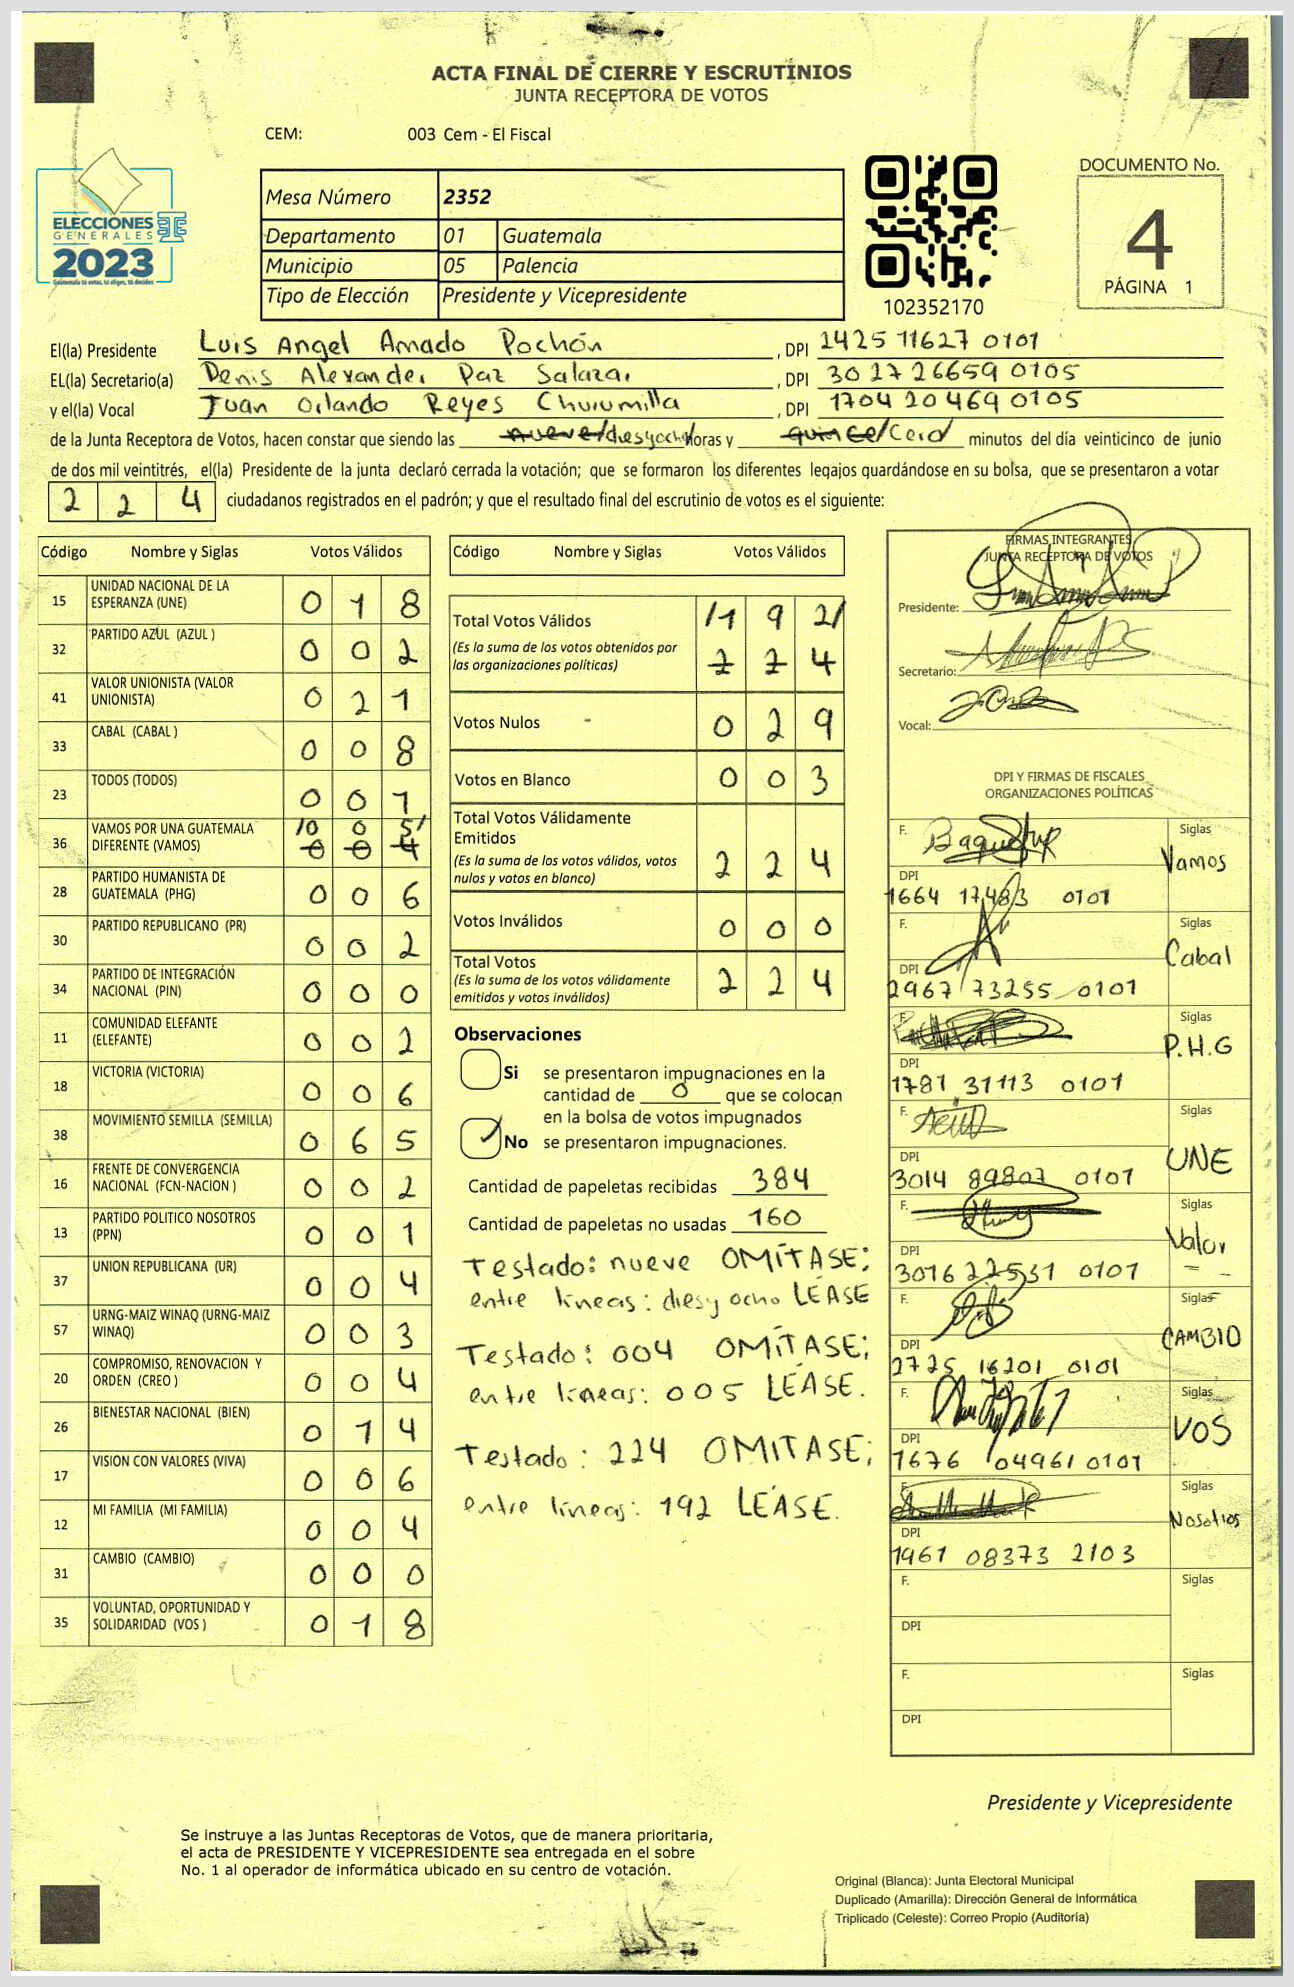 ACTA FINAL DE CIERRE Y ESCRUTINIOS
JUNTA RECEPTORA DE VOTOS
CEM: 003 Cem - El Fiscal
ELECCIONES
GENERALES
2023
Mesa Número 2352
Departamento 01 Guatemala
Municipio 05 Palencia
Tipo de Elección Presidente y Vicepresidente
102352170
DOCUMENTO No.
4
PÁGINA 1
El(la) Presidente Luis Angel Amado Pochón, DPI 2425 11627 0101
EL(la) Secretario(a) Denis Alexander Paz Salazar, DPI 30 27 26659 0105
y el(la) Vocal Juan Orlando Reyes Churumilla, DPI 1704 20 469 0105
de la Junta Receptora de Votos, hacen constar que siendo las nueve/diesyocho/ horas y quince/cero/ minutos del día veinticinco de junio
de dos mil veintitrés, el(la) Presidente de la junta declaró cerrada la votación; que se formaron los diferentes legajos quardándose en su bolsa, que se presentaron a votar
2 2 4 ciudadanos registrados en el padrón; y que el resultado final del escrutinio de votos es el siguiente:
Código Nombre y Siglas Votos Válidos
15 UNIDAD NACIONAL DE LA ESPERANZA (UNE) 0 1 8
32 PARTIDO AZUL (AZUL ) 0 0 2
41 VALOR UNIONISTA (VALOR UNIONISTA) 0 2 1
33 CABAL (CABAL ) 0 0 8
23 TODOS (TODOS) 0 0 1
36 VAMOS POR UNA GUATEMALA DIFERENTE (VAMOS) /0 0 5/
0 0 4
28 PARTIDO HUMANISTA DE GUATEMALA (PHG) 0 0 6
30 PARTIDO REPUBLICANO (PR) 0 0 2
34 PARTIDO DE INTEGRACIÓN NACIONAL (PIN) 0 0 0
11 COMUNIDAD ELEFANTE (ELEFANTE) 0 0 2
18 VICTORIA (VICTORIA) 0 0 6
38 MOVIMIENTO SEMILLA (SEMILLA) 0 6 5
16 FRENTE DE CONVERGENCIA NACIONAL (FCN-NACION ) 0 0 2
13 PARTIDO POLITICO NOSOTROS (PPN) 0 0 1
37 UNION REPUBLICANA (UR) 0 0 4
57 URNG-MAIZ WINAQ (URNG-MAIZ WINAQ) 0 0 3
20 COMPROMISO, RENOVACION Y ORDEN (CREO ) 0 0 4
26 BIENESTAR NACIONAL (BIEN) 0 1 4
17 VISION CON VALORES (VIVA) 0 0 6
12 MI FAMILIA (MI FAMILIA) 0 0 4
31 CAMBIO (CAMBIO) 0 0 0
35 VOLUNTAD, OPORTUNIDAD Y SOLIDARIDAD (VOS ) 0 1 8
Código Nombre y Siglas Votos Válidos
Total Votos Válidos /1 9 2/
(Es la suma de los votos obtenidos por
las organizaciones políticas) 2 2 4
Votos Nulos 0 2 9
Votos en Blanco 0 0 3
Total Votos Válidamente
Emitidos
(Es la suma de los votos válidos, votos
nulos y votos en blanco) 2 2 4
Votos Inválidos 0 0 0
Total Votos
(Es la suma de los votos válidamente
emitidos y votos inválidos) 2 2 4
Observaciones
Si se presentaron impugnaciones en la
cantidad de 0 que se colocan
en la bolsa de votos impugnados
No se presentaron impugnaciones.
Cantidad de papeletas recibidas 384
Cantidad de papeletas no usadas 160
Testado: nueve OMÍTASE;
entre líneas: diesy ocho LÉASE
Testado: 004 OMÍTASE;
entre líneas: 005 LÉASE.
Testado: 224 OMITASE;
entre líneas: 192 LÉASE.
FIRMAS INTEGRANTES
JUNTA RECEPTORA DE VOTOS
Presidente:
Secretario:
Vocal:
DPI Y FIRMAS DE FISCALES
ORGANIZACIONES POLÍTICAS
F. Siglas Vamos
DPI 1664 17483 0101
F. Siglas Cabal
DPI 2967 73255 0101
F. Siglas P.H.G
DPI 1781 31113 0101
F. Siglas UNE
DPI 3014 89807 0101
F. Siglas Valor
DPI 3016 22531 0101
F. Siglas CAMBIO
DPI 2725 16201 0101
F. Siglas VOS
DPI 1676 04961 0101
F. Siglas Nosotros
DPI 1961 08373 2103
F. Siglas
DPI
F. Siglas
DPI
Presidente y Vicepresidente
Se instruye a las Juntas Receptoras de Votos, que de manera prioritaria,
el acta de PRESIDENTE Y VICEPRESIDENTE sea entregada en el sobre
No. 1 al operador de informática ubicado en su centro de votación.
Original (Blanca): Junta Electoral Municipal
Duplicado (Amarilla): Dirección General de Informática
Triplicado (Celeste): Correo Propio (Auditoría)